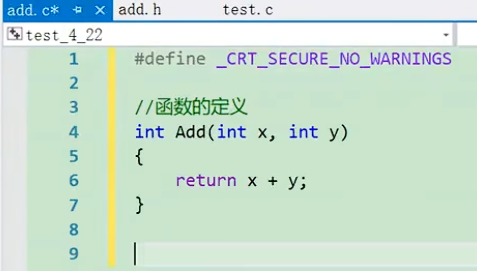 add.c* add.h test.c
test_4_22
1 #define _CRT_SECURE_NO_WARNINGS
2
3 //函数的定义
4 int Add(int x, int y)
5 {
6 return x + y;
7 }
8
9